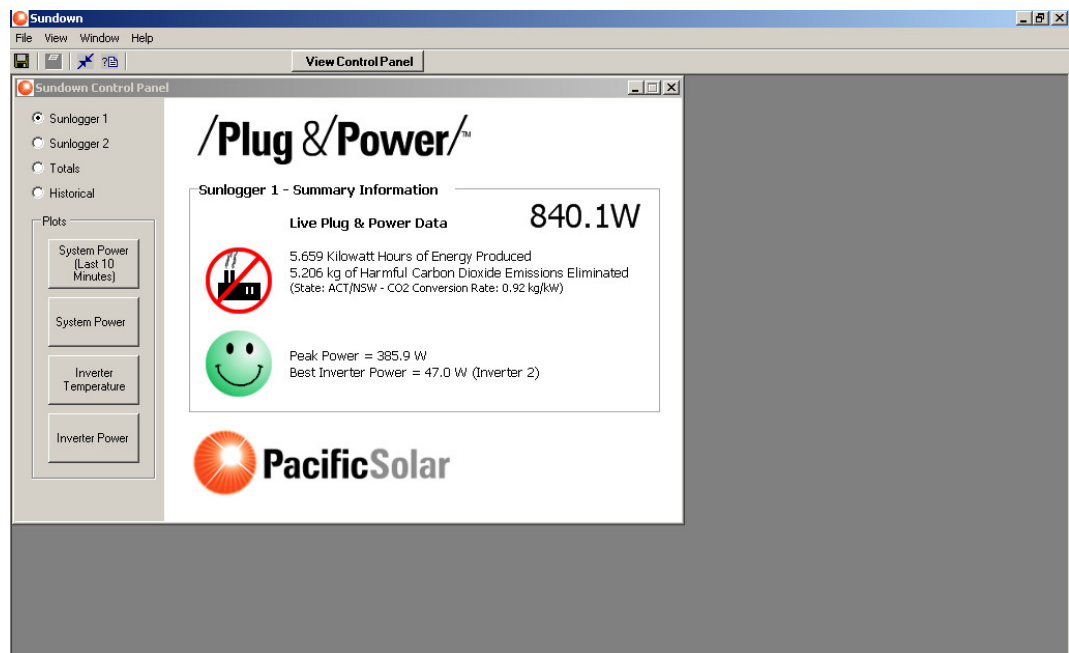 Sundown
File View Window Help
View Control Panel
Sundown Control Panel
Sunlogger 1
Sunlogger 2
Totals
Historical
Plots
System Power
(Last 10
Minutes)
System Power
Inverter
Temperature
Inverter Power
/Plug &/Power/™
Sunlogger 1 - Summary Information
Live Plug & Power Data
840.1W
5.659 Kilowatt Hours of Energy Produced
5.206 kg of Harmful Carbon Dioxide Emissions Eliminated
(State: ACT/NSW - CO2 Conversion Rate: 0.92 kg/kW)
Peak Power = 385.9 W
Best Inverter Power = 47.0 W (Inverter 2)
PacificSolar